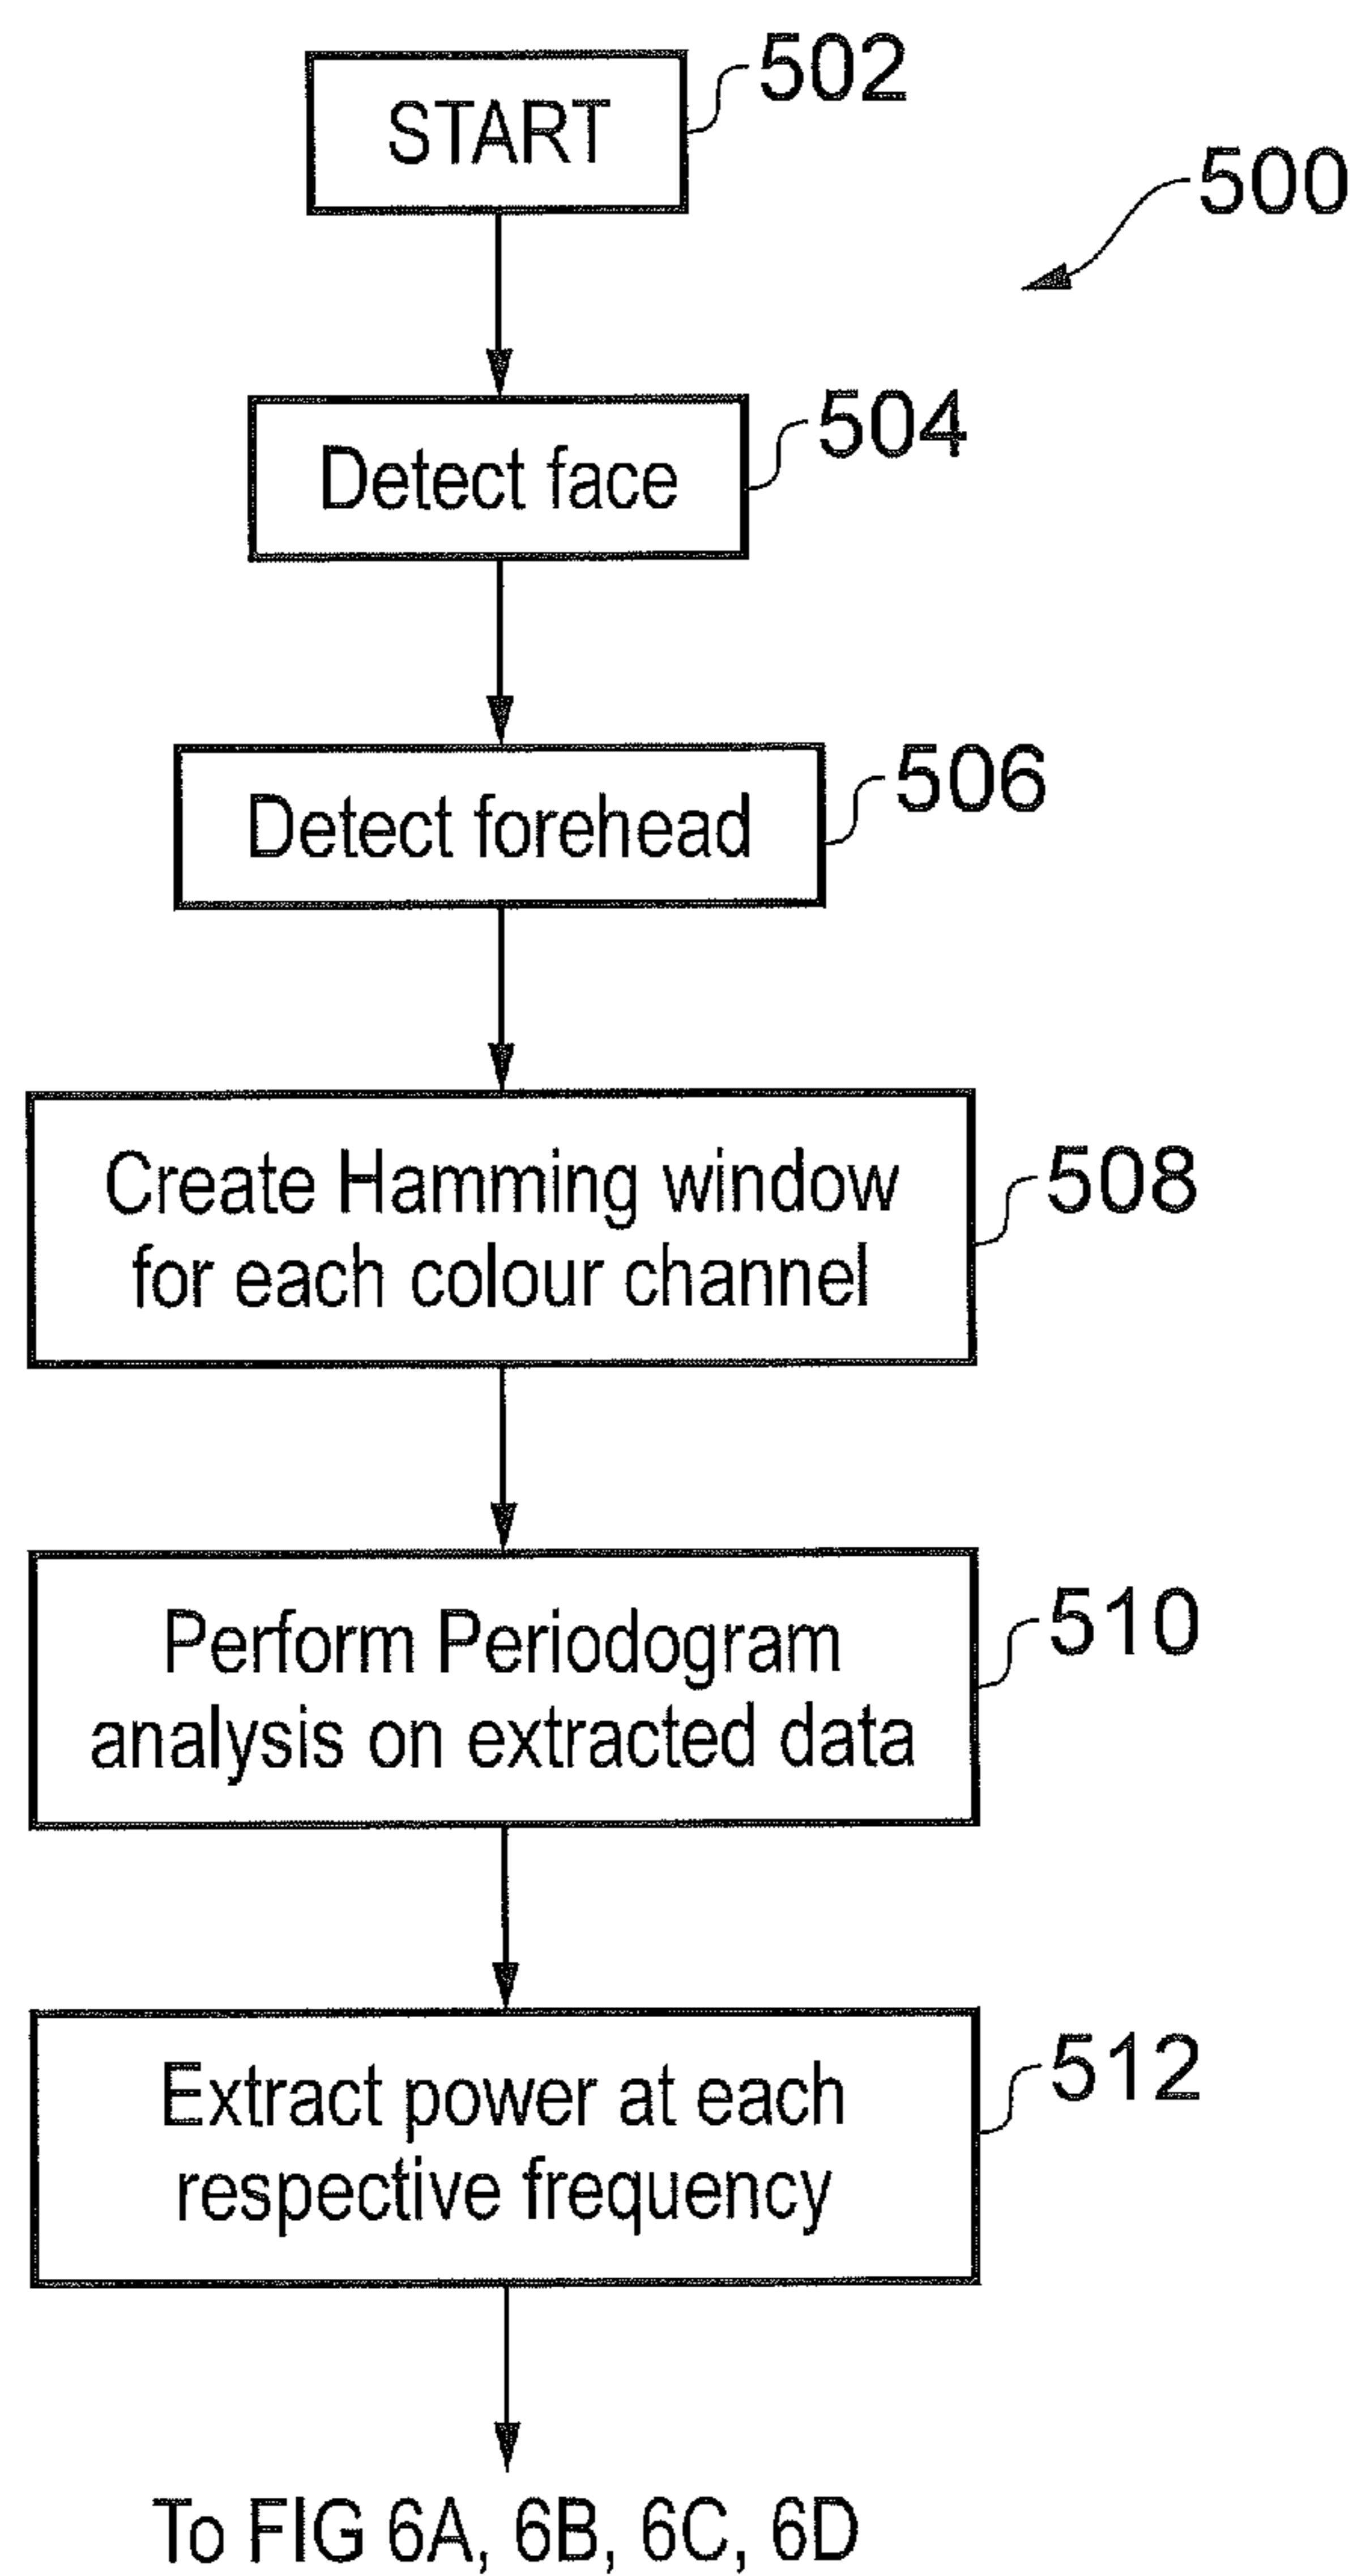 START
502
500
Detect face
504
Detect forehead
506
Create Hamming window
for each colour channel
508
Perform Periodogram
analysis on extracted data
510
Extract power at each
respective frequency
512
To FIG 6A, 6B, 6C, 6D